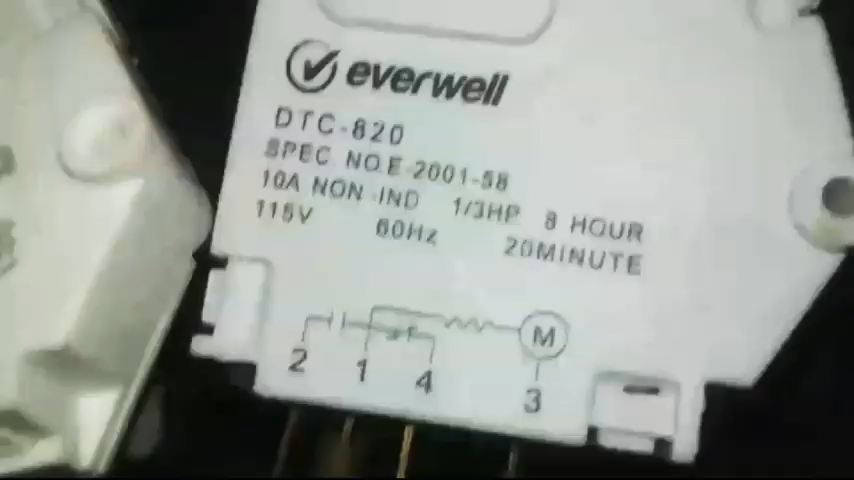 everwell
DTC-820
SPEC NO.E-2001-58
10A NON-IND 1/3HP 8 HOUR
115V 60Hz 20MINUTE
M
2 1 4 3